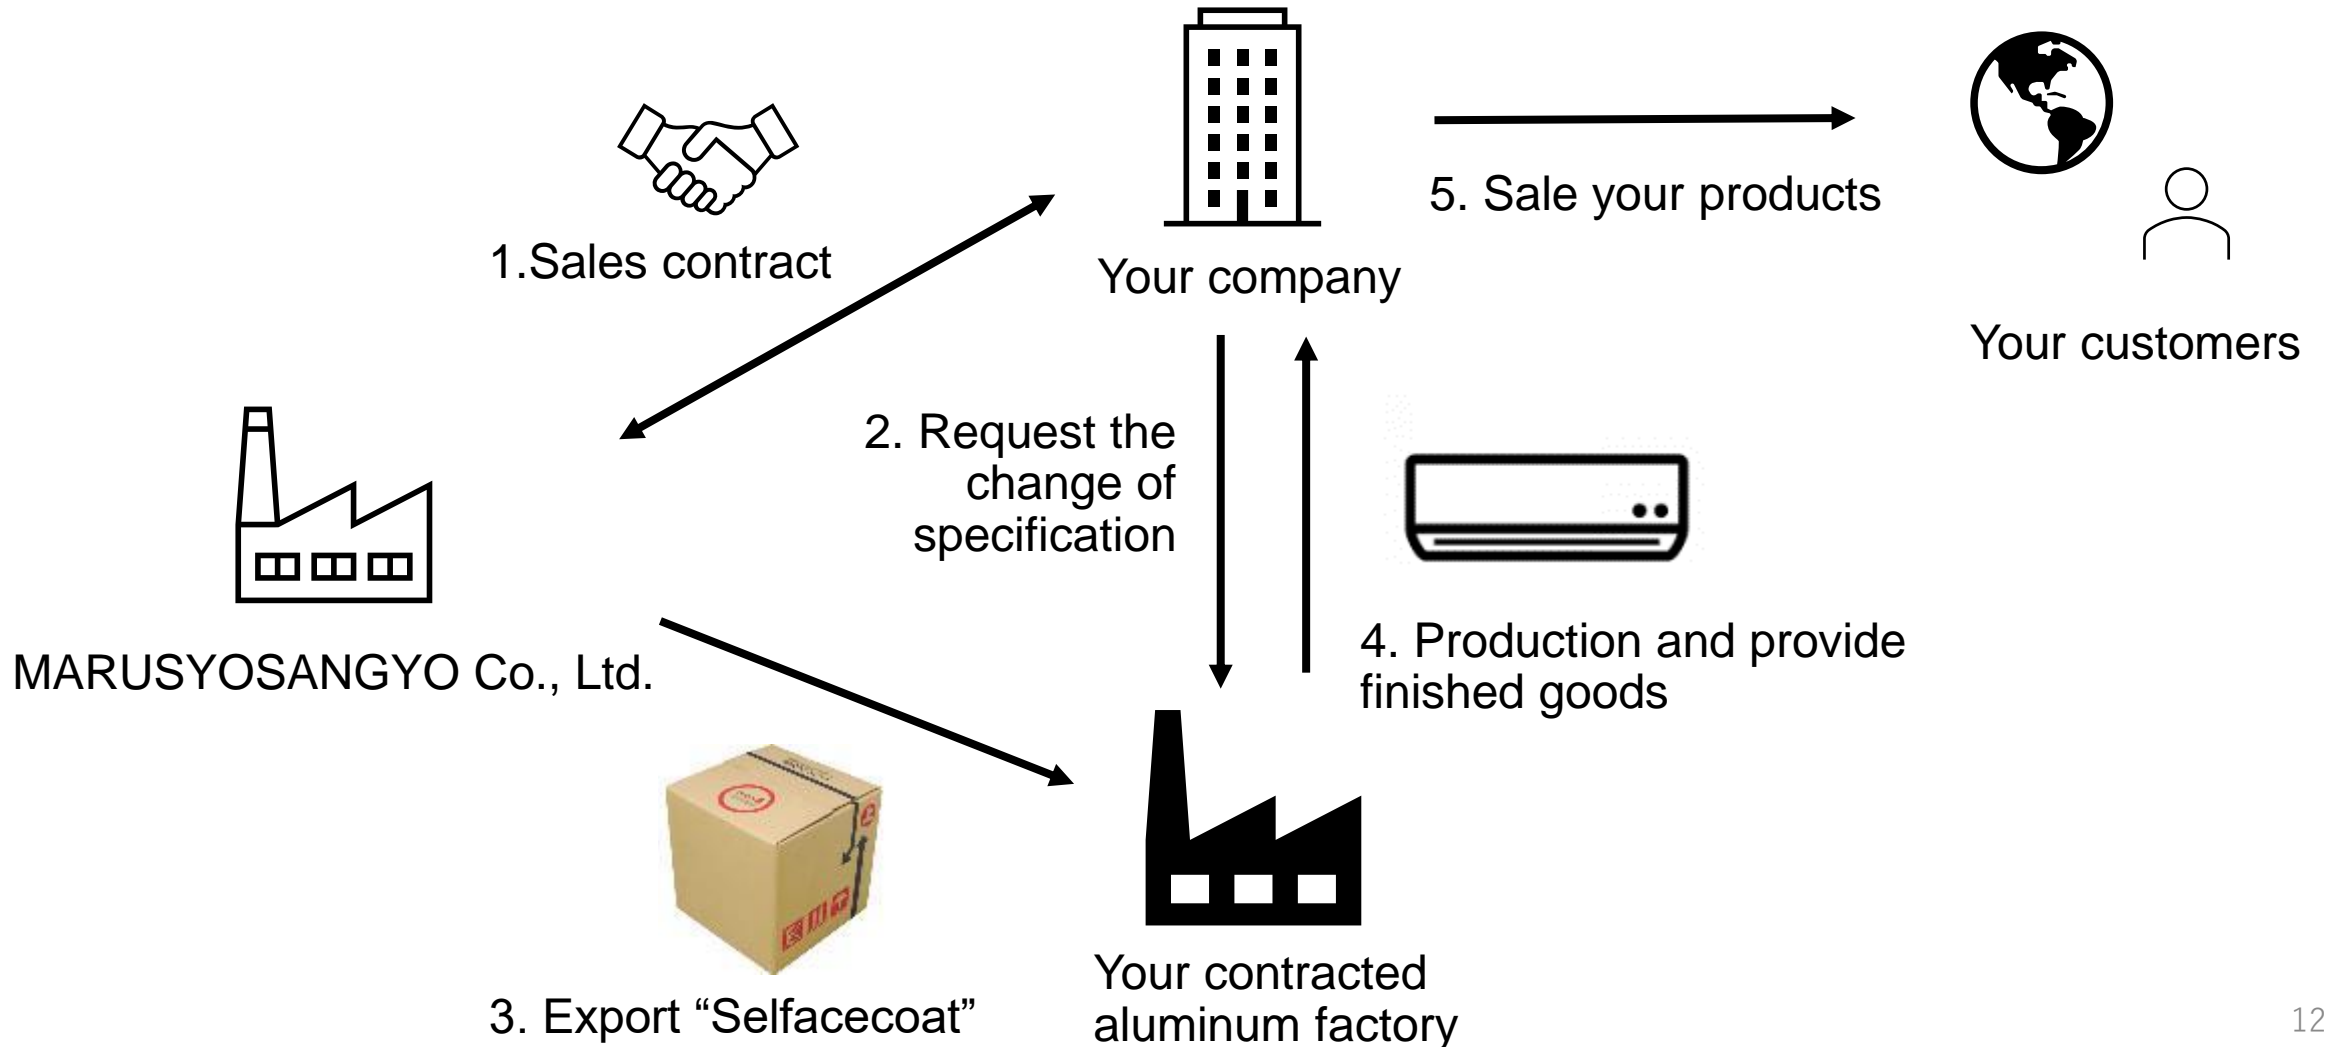 1.Sales contract
Your company
5. Sale your products
Your customers
2. Request the
change of
specification
MARUSYOSANGYO Co., Ltd.
4. Production and provide
finished goods
3. Export “Selfacecoat”
Your contracted
aluminum factory
12